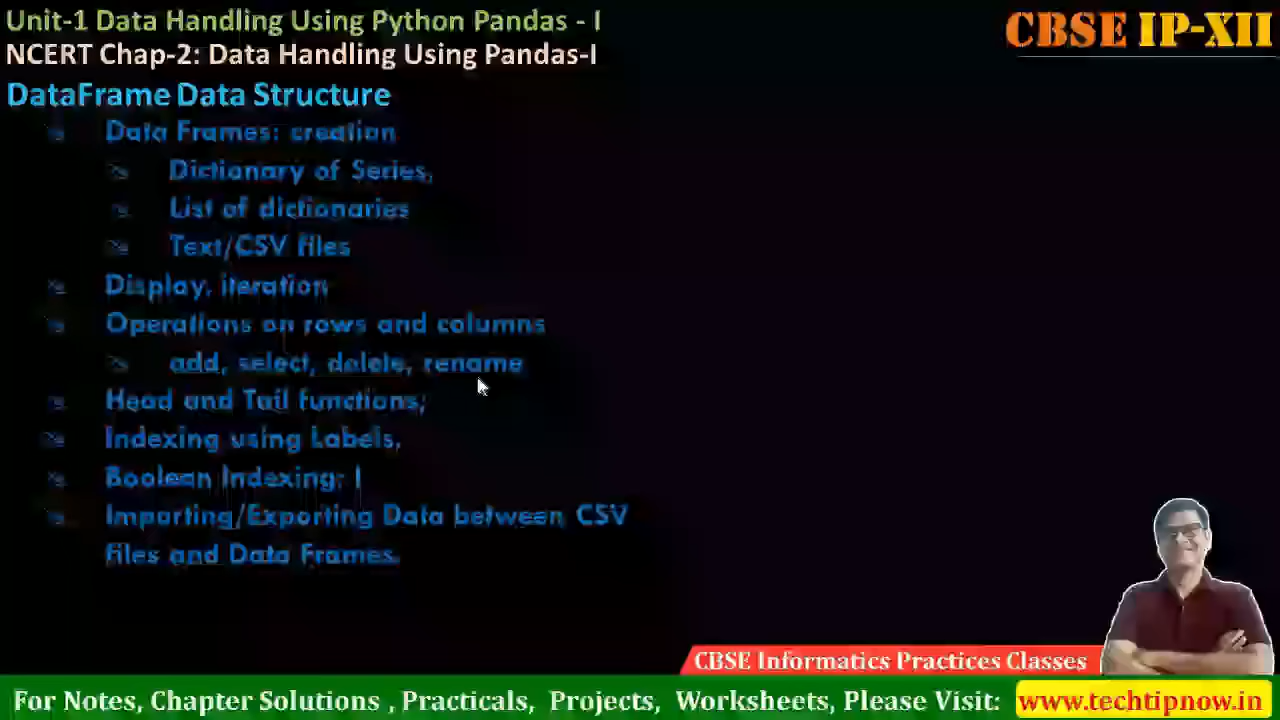 Unit-1 Data Handling Using Python Pandas - I
CBSE IP-XII
NCERT Chap-2: Data Handling Using Pandas-I
DataFrame Data Structure
Data Frames: creation
Dictionary of Series,
List of dictionaries
Text/CSV files
Display, iteration
Operations on rows and columns
add, select, delete, rename
Head and Tail functions;
Indexing using Labels,
Boolean Indexing; I
Importing/Exporting Data between CSV
files and Data Frames.
CBSE Informatics Practices Classes
For Notes, Chapter Solutions , Practicals, Projects, Worksheets, Please Visit: www.techtipnow.in